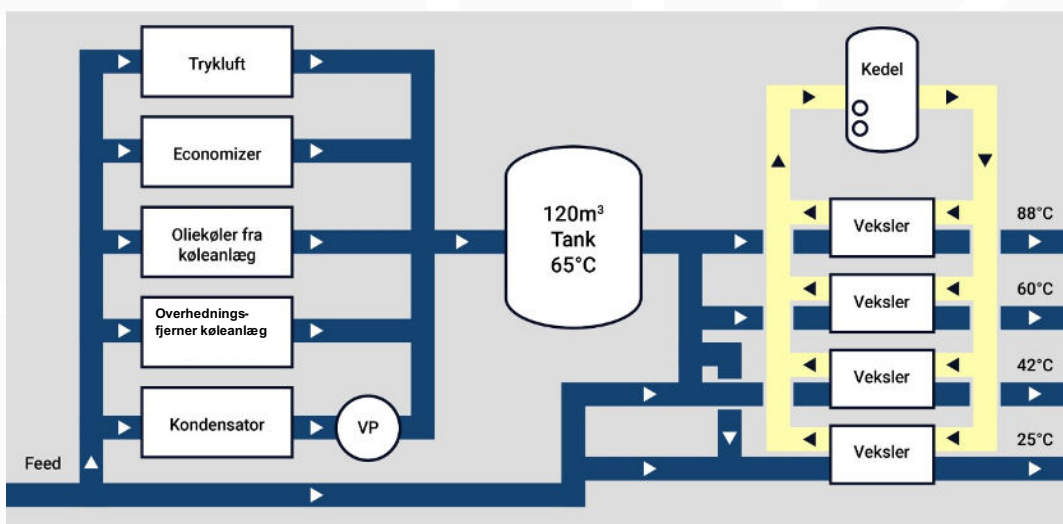 Trykluft
Economizer
Oliekøler fra
køleanlæg
Overhednings-
fjerner køleanlæg
Kondensator
VP
Feed
120m³
Tank
65°C
Kedel
Veksler
88°C
Veksler
60°C
Veksler
42°C
Veksler
25°C